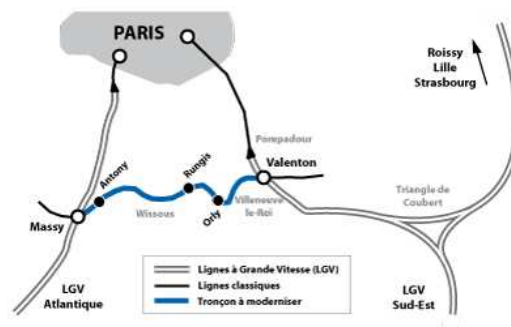 PARIS
Roissy
Lille
Strasbourg
Pompadour
Valenton
Antony
Rungis
Triangle de
Coubert
Wissous
Villeneuve
le-Roi
Orly
Massy
LGV
Atlantique
Lignes à Grande Vitesse (LGV)
Lignes classiques
Tronçon à moderniser
LGV
Sud-Est